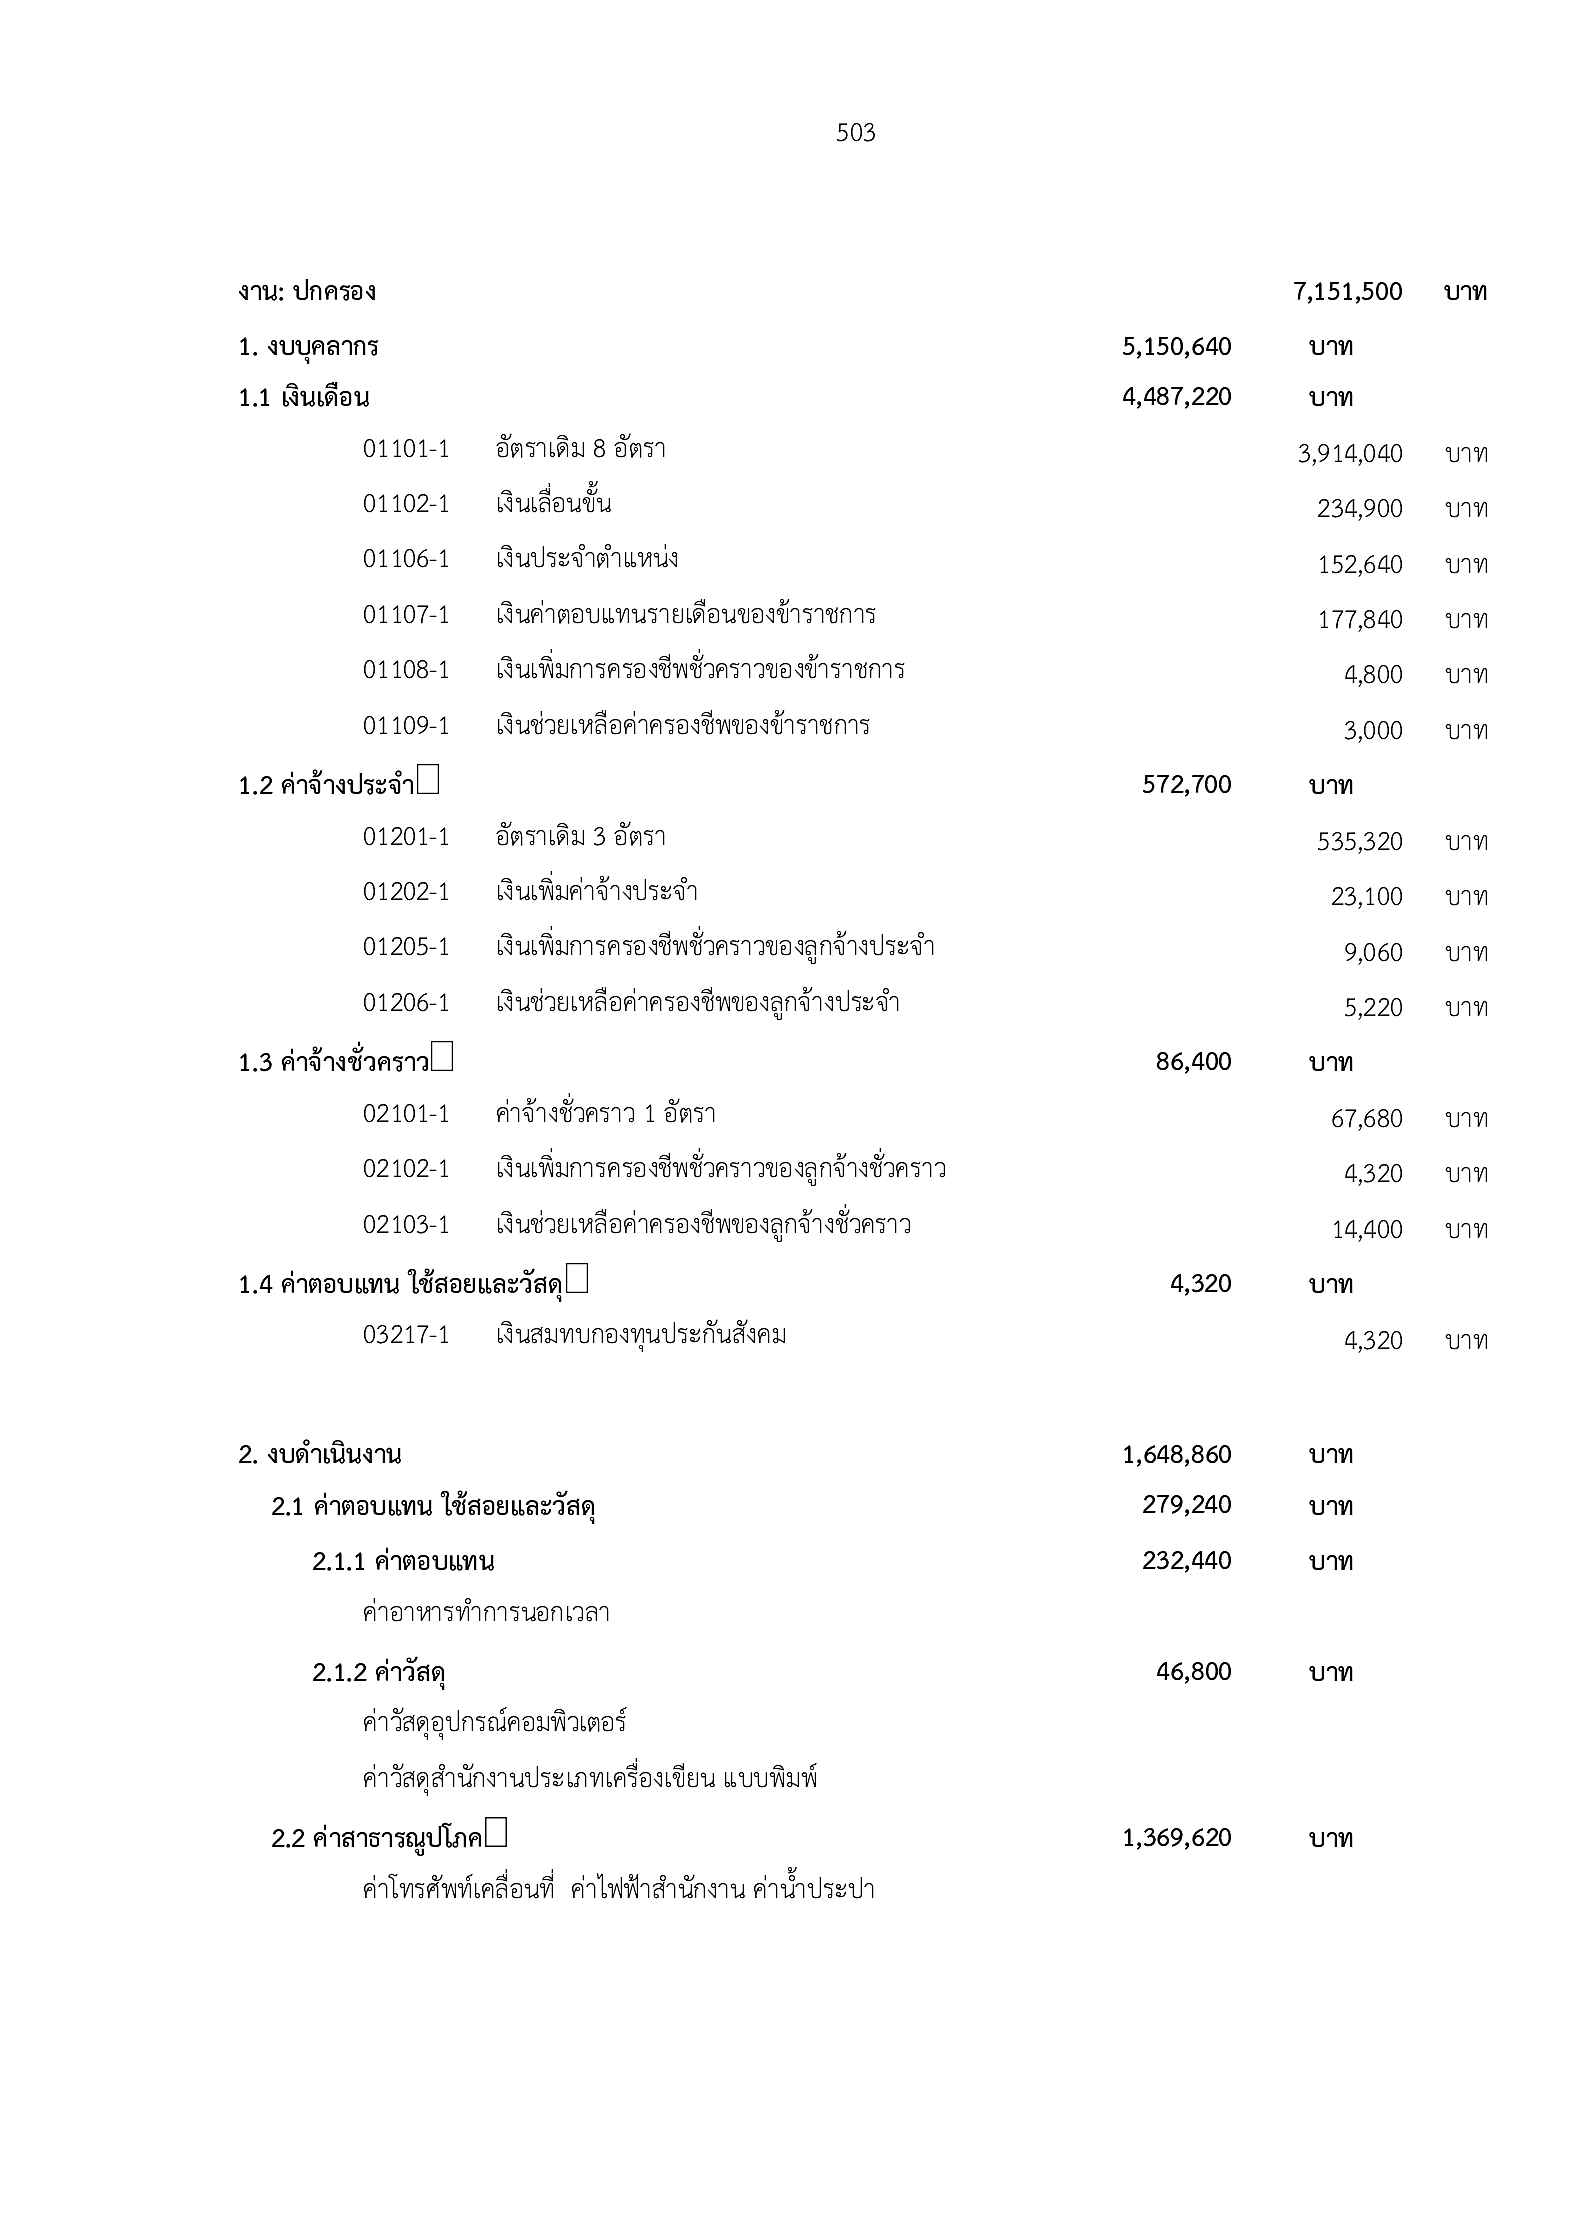 503
งาน: ปกครอง 7,151,500 บาท
1. งบบุคลากร 5,150,640 บาท
1.1 เงินเดือน 4,487,220 บาท
01101-1 อัตราเดิม 8 อัตรา 3,914,040 บาท
01102-1 เงินเลื่อนขั้น 234,900 บาท
01106-1 เงินประจำตำแหน่ง 152,640 บาท
01107-1 เงินค่าตอบแทนรายเดือนของข้าราชการ 177,840 บาท
01108-1 เงินเพิ่มการครองชีพชั่วคราวของข้าราชการ 4,800 บาท
01109-1 เงินช่วยเหลือค่าครองชีพของข้าราชการ 3,000 บาท
1.2 ค่าจ้างประจำ 572,700 บาท
01201-1 อัตราเดิม 3 อัตรา 535,320 บาท
01202-1 เงินเพิ่มค่าจ้างประจำ 23,100 บาท
01205-1 เงินเพิ่มการครองชีพชั่วคราวของลูกจ้างประจำ 9,060 บาท
01206-1 เงินช่วยเหลือค่าครองชีพของลูกจ้างประจำ 5,220 บาท
1.3 ค่าจ้างชั่วคราว 86,400 บาท
02101-1 ค่าจ้างชั่วคราว 1 อัตรา 67,680 บาท
02102-1 เงินเพิ่มการครองชีพชั่วคราวของลูกจ้างชั่วคราว 4,320 บาท
02103-1 เงินช่วยเหลือค่าครองชีพของลูกจ้างชั่วคราว 14,400 บาท
1.4 ค่าตอบแทน ใช้สอยและวัสดุ 4,320 บาท
03217-1 เงินสมทบกองทุนประกันสังคม 4,320 บาท
2. งบดำเนินงาน 1,648,860 บาท
2.1 ค่าตอบแทน ใช้สอยและวัสดุ 279,240 บาท
2.1.1 ค่าตอบแทน 232,440 บาท
ค่าอาหารทำการนอกเวลา
2.1.2 ค่าวัสดุ 46,800 บาท
ค่าวัสดุอุปกรณ์คอมพิวเตอร์
ค่าวัสดุสำนักงานประเภทเครื่องเขียน แบบพิมพ์
2.2 ค่าสาธารณูปโภค 1,369,620 บาท
ค่าโทรศัพท์เคลื่อนที่ ค่าไฟฟ้าสำนักงาน ค่าน้ำประปา